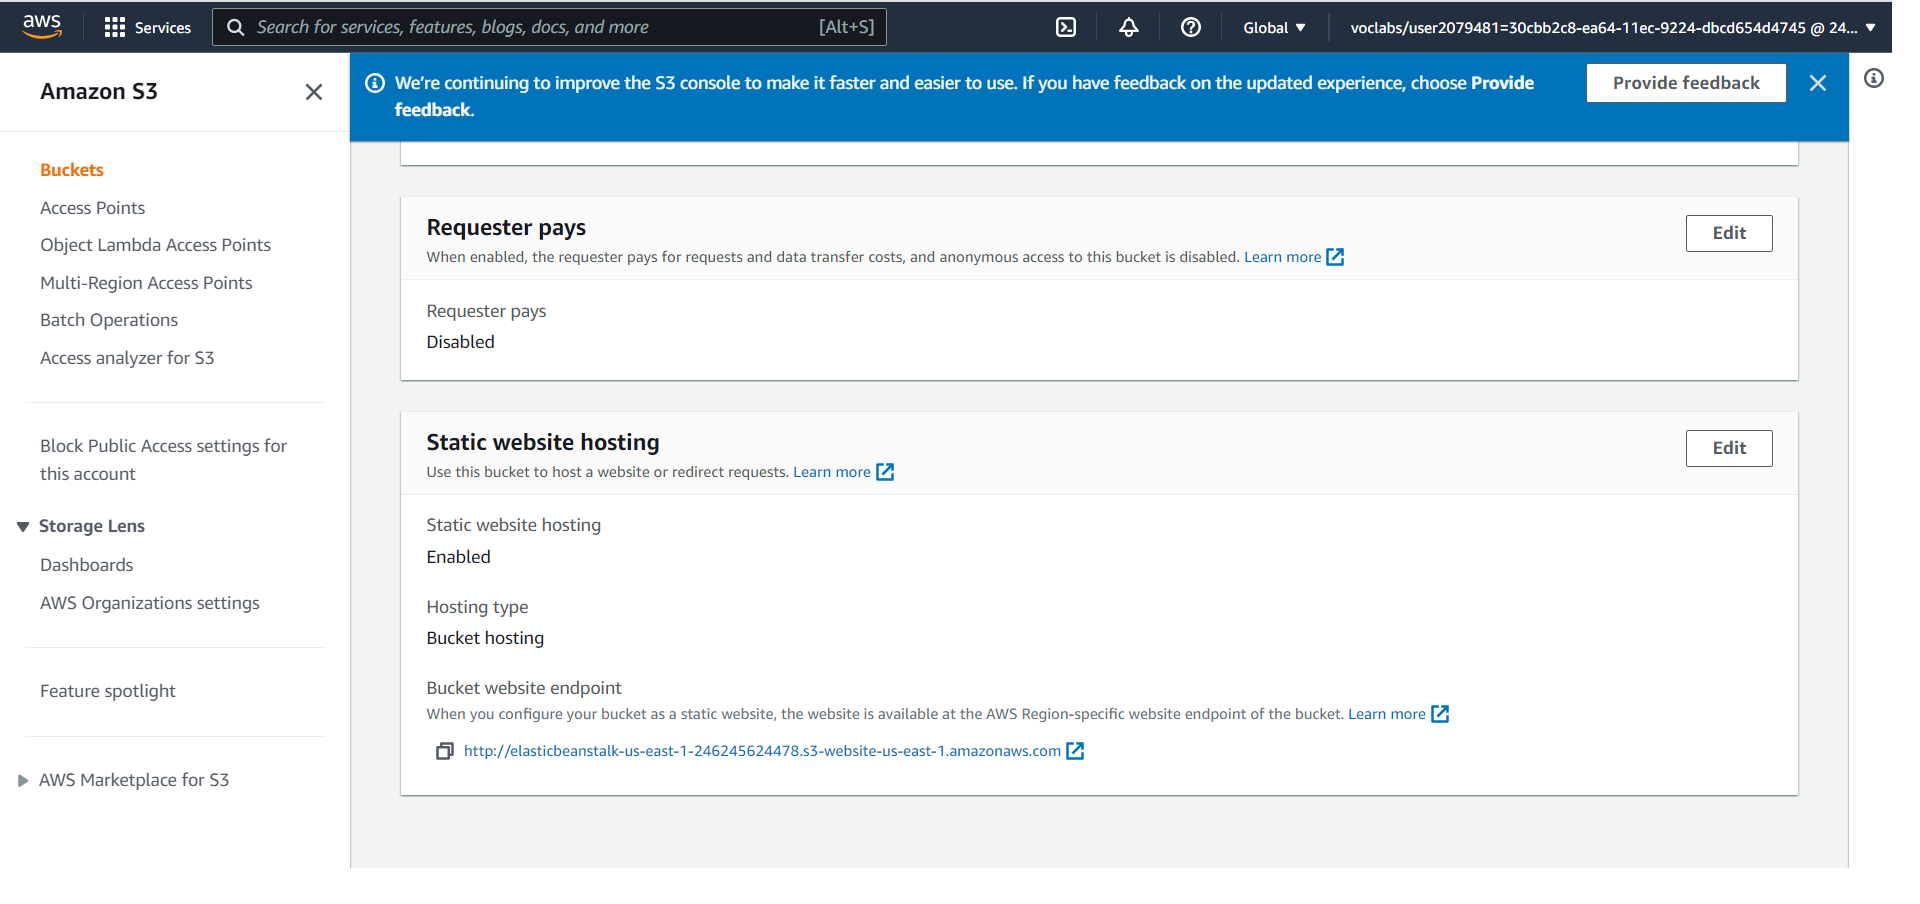 aws
Services
Search for services, features, blogs, docs, and more
[Alt+S]
Global
voclabs/user2079481=30cbb2c8-ea64-11ec-9224-dbcd654d4745 @ 24...
Amazon S3
Buckets
Access Points
Object Lambda Access Points
Multi-Region Access Points
Batch Operations
Access analyzer for S3
Block Public Access settings for
this account
Storage Lens
Dashboards
AWS Organizations settings
Feature spotlight
AWS Marketplace for S3
We're continuing to improve the S3 console to make it faster and easier to use. If you have feedback on the updated experience, choose Provide
feedback.
Provide feedback
Requester pays
Edit
When enabled, the requester pays for requests and data transfer costs, and anonymous access to this bucket is disabled. Learn more
Requester pays
Disabled
Static website hosting
Edit
Use this bucket to host a website or redirect requests. Learn more
Static website hosting
Enabled
Hosting type
Bucket hosting
Bucket website endpoint
When you configure your bucket as a static website, the website is available at the AWS Region-specific website endpoint of the bucket. Learn more
http://elasticbeanstalk-us-east-1-246245624478.s3-website-us-east-1.amazonaws.com